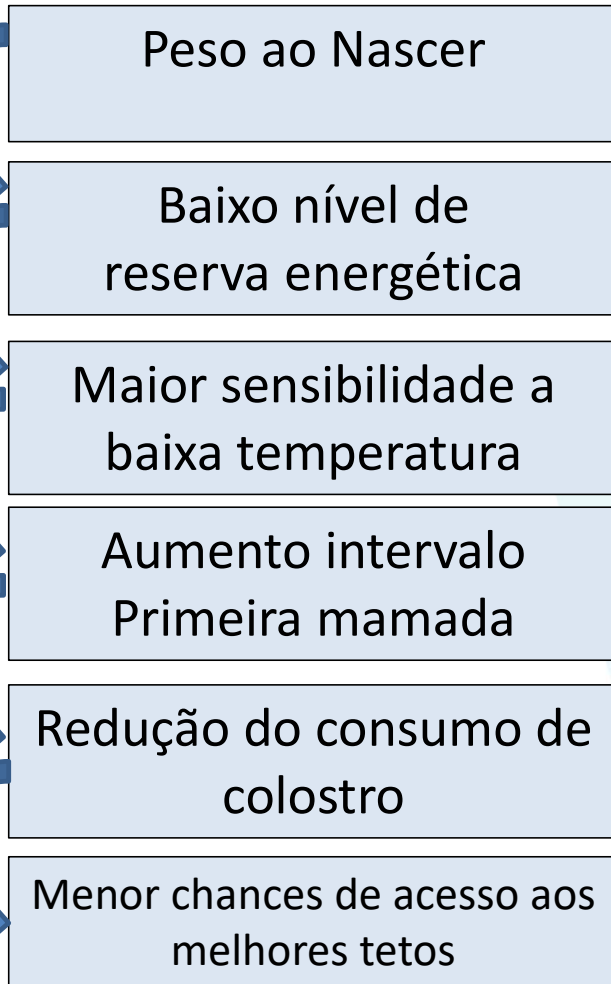 Peso ao Nascer
Baixo nível de
reserva energética
Maior sensibilidade a
baixa temperatura
Aumento intervalo
Primeira mamada
Redução do consumo de
colostro
Menor chances de acesso aos
melhores tetos